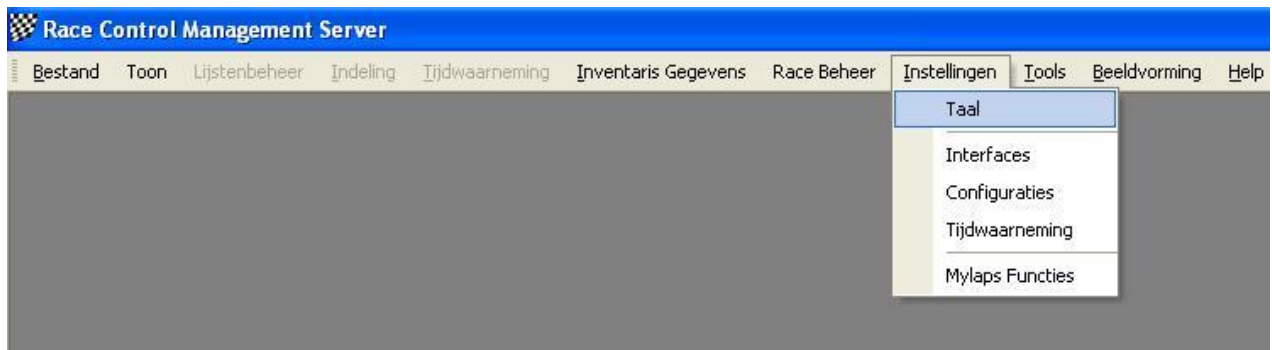 Race Control Management Server
Bestand Toon Lijstenbeheer Indeling Tijdwaarneming Inventaris Gegevens Race Beheer Instellingen Tools Beeldvorming Help
Taal
Interfaces
Configuraties
Tijdwaarneming
Mylaps Functies